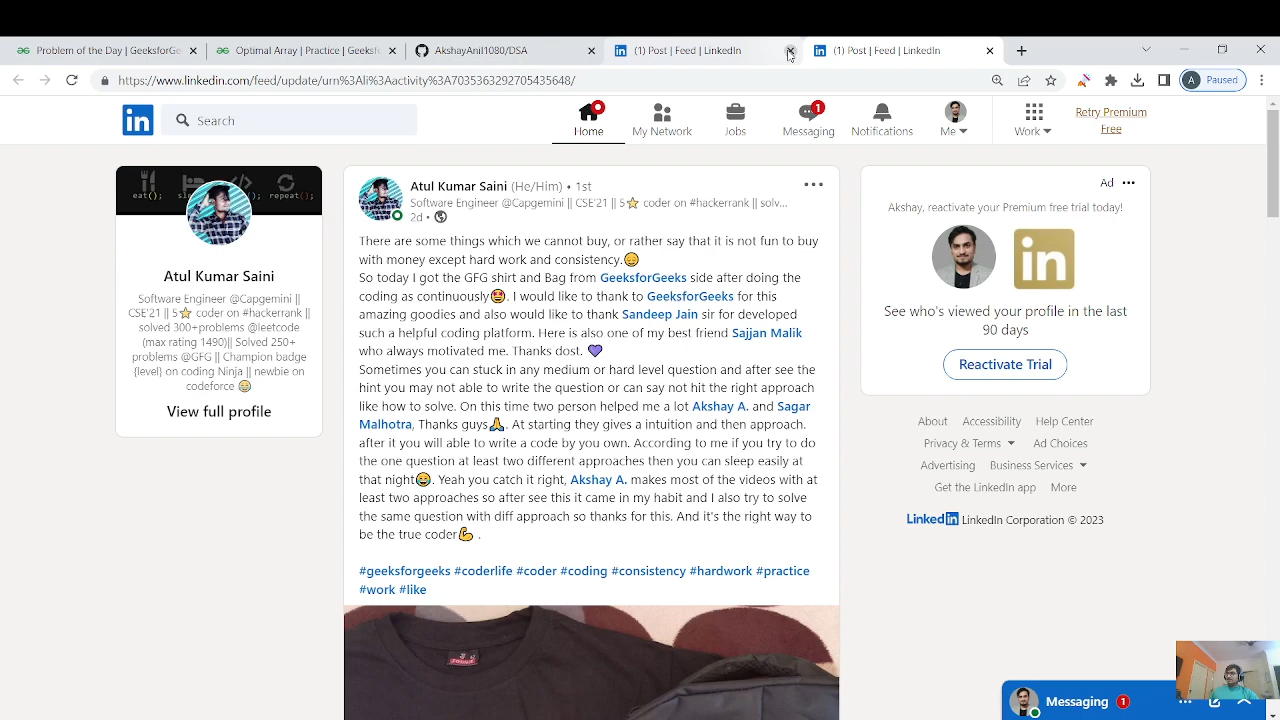 Problem of the Day | GeeksforGe
Optimal Array | Practice | Geeksfo
AkshayAnil1080/DSA
(1) Post | Feed | LinkedIn
(1) Post | Feed | LinkedIn
https://www.linkedin.com/feed/update/urn%3Ali%3Aactivity%3A7035363292705435648/
A Paused
in
Search
Home
My Network
1
Jobs
Messaging
Notifications
Me
Work
Retry Premium
Free
eat();
repeat();
Atul Kumar Saini
Software Engineer @Capgemini ||
CSE'21 || 5⭐ coder on #hackerrank ||
solved 300+problems @leetcode
(max rating 1490)|| Solved 250+
problems @GFG || Champion badge
{level} on coding Ninja || newbie on
codeforce 😂
View full profile
Atul Kumar Saini (He/Him) • 1st
Software Engineer @Capgemini || CSE'21 || 5⭐ coder on #hackerrank || solv...
2d •
There are some things which we cannot buy, or rather say that it is not fun to buy
with money except hard work and consistency.😔
So today I got the GFG shirt and Bag from GeeksforGeeks side after doing the
coding as continuously🤩. I would like to thank to GeeksforGeeks for this
amazing goodies and also would like to thank Sandeep Jain sir for developed
such a helpful coding platform. Here is also one of my best friend Sajjan Malik
who always motivated me. Thanks dost. 💜
Sometimes you can stuck in any medium or hard level question and after see the
hint you may not able to write the question or can say not hit the right approach
like how to solve. On this time two person helped me a lot Akshay A. and Sagar
Malhotra, Thanks guys🙏. At starting they gives a intuition and then approach.
after it you will able to write a code by you own. According to me if you try to do
the one question at least two different approaches then you can sleep easily at
that night😂. Yeah you catch it right, Akshay A. makes most of the videos with at
least two approaches so after see this it came in my habit and I also try to solve
the same question with diff approach so thanks for this. And it's the right way to
be the true coder💪 .
#geeksforgeeks #coderlife #coder #coding #consistency #hardwork #practice
#work #like
Ad
Akshay, reactivate your Premium free trial today!
in
See who's viewed your profile in the last
90 days
Reactivate Trial
About Accessibility Help Center
Privacy & Terms Ad Choices
Advertising Business Services
Get the LinkedIn app More
Linkedin LinkedIn Corporation © 2023
Messaging 1